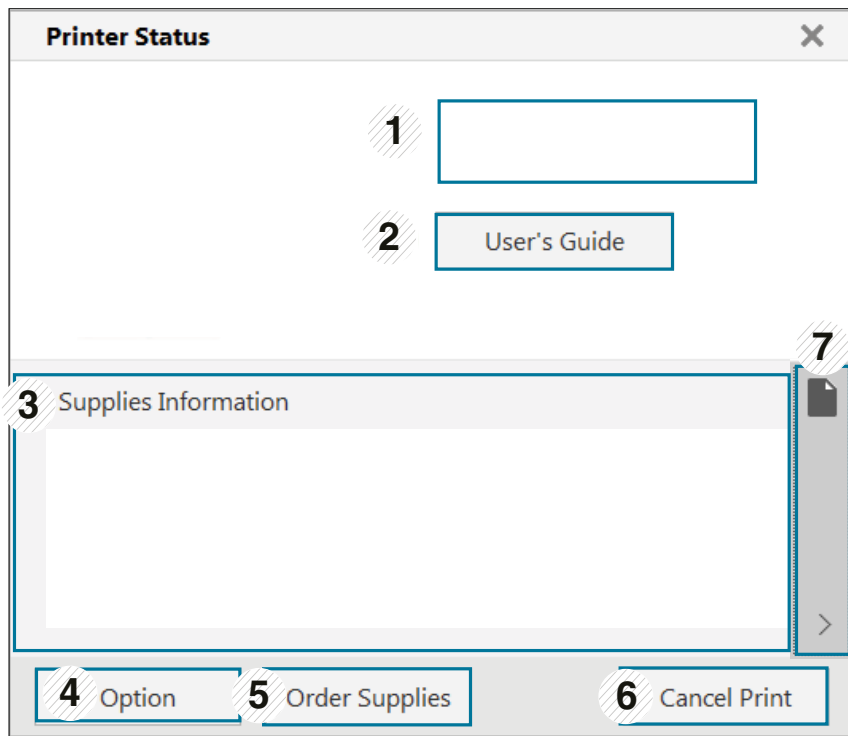 Printer Status
1
2 User's Guide
7
3 Supplies Information
4 Option 5 Order Supplies 6 Cancel Print